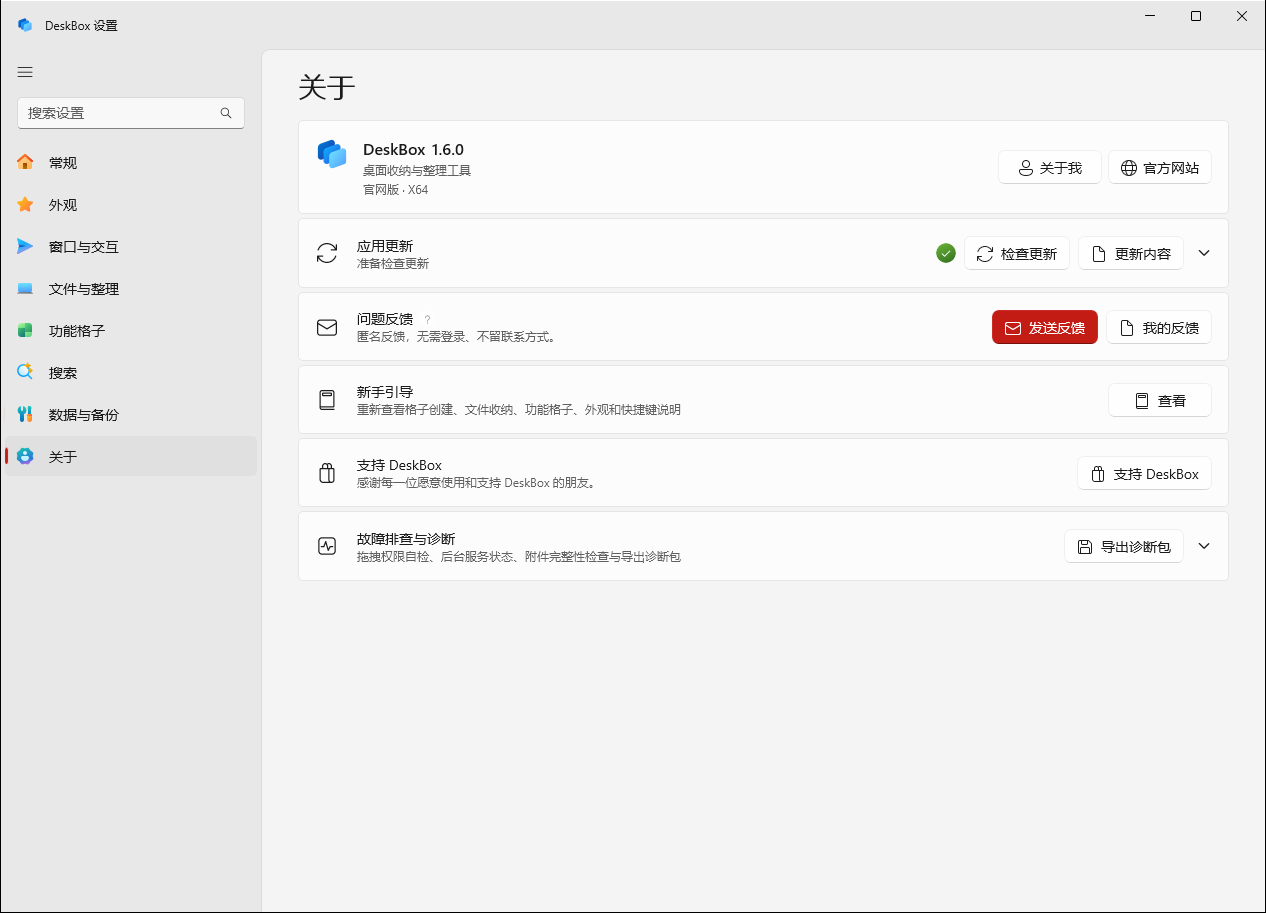 DeskBox 设置
搜索设置
常规
外观
窗口与交互
文件与整理
功能格子
搜索
数据与备份
关于
关于
DeskBox 1.6.0
桌面收纳与整理工具
官网版 · X64
关于我
官方网站
应用更新
准备检查更新
检查更新
更新内容
问题反馈 ?
匿名反馈，无需登录、不留联系方式。
发送反馈
我的反馈
新手引导
重新查看格子创建、文件收纳、功能格子、外观和快捷键说明
查看
支持 DeskBox
感谢每一位愿意使用和支持 DeskBox 的朋友。
支持 DeskBox
故障排查与诊断
拖拽权限自检、后台服务状态、附件完整性检查与导出诊断包
导出诊断包